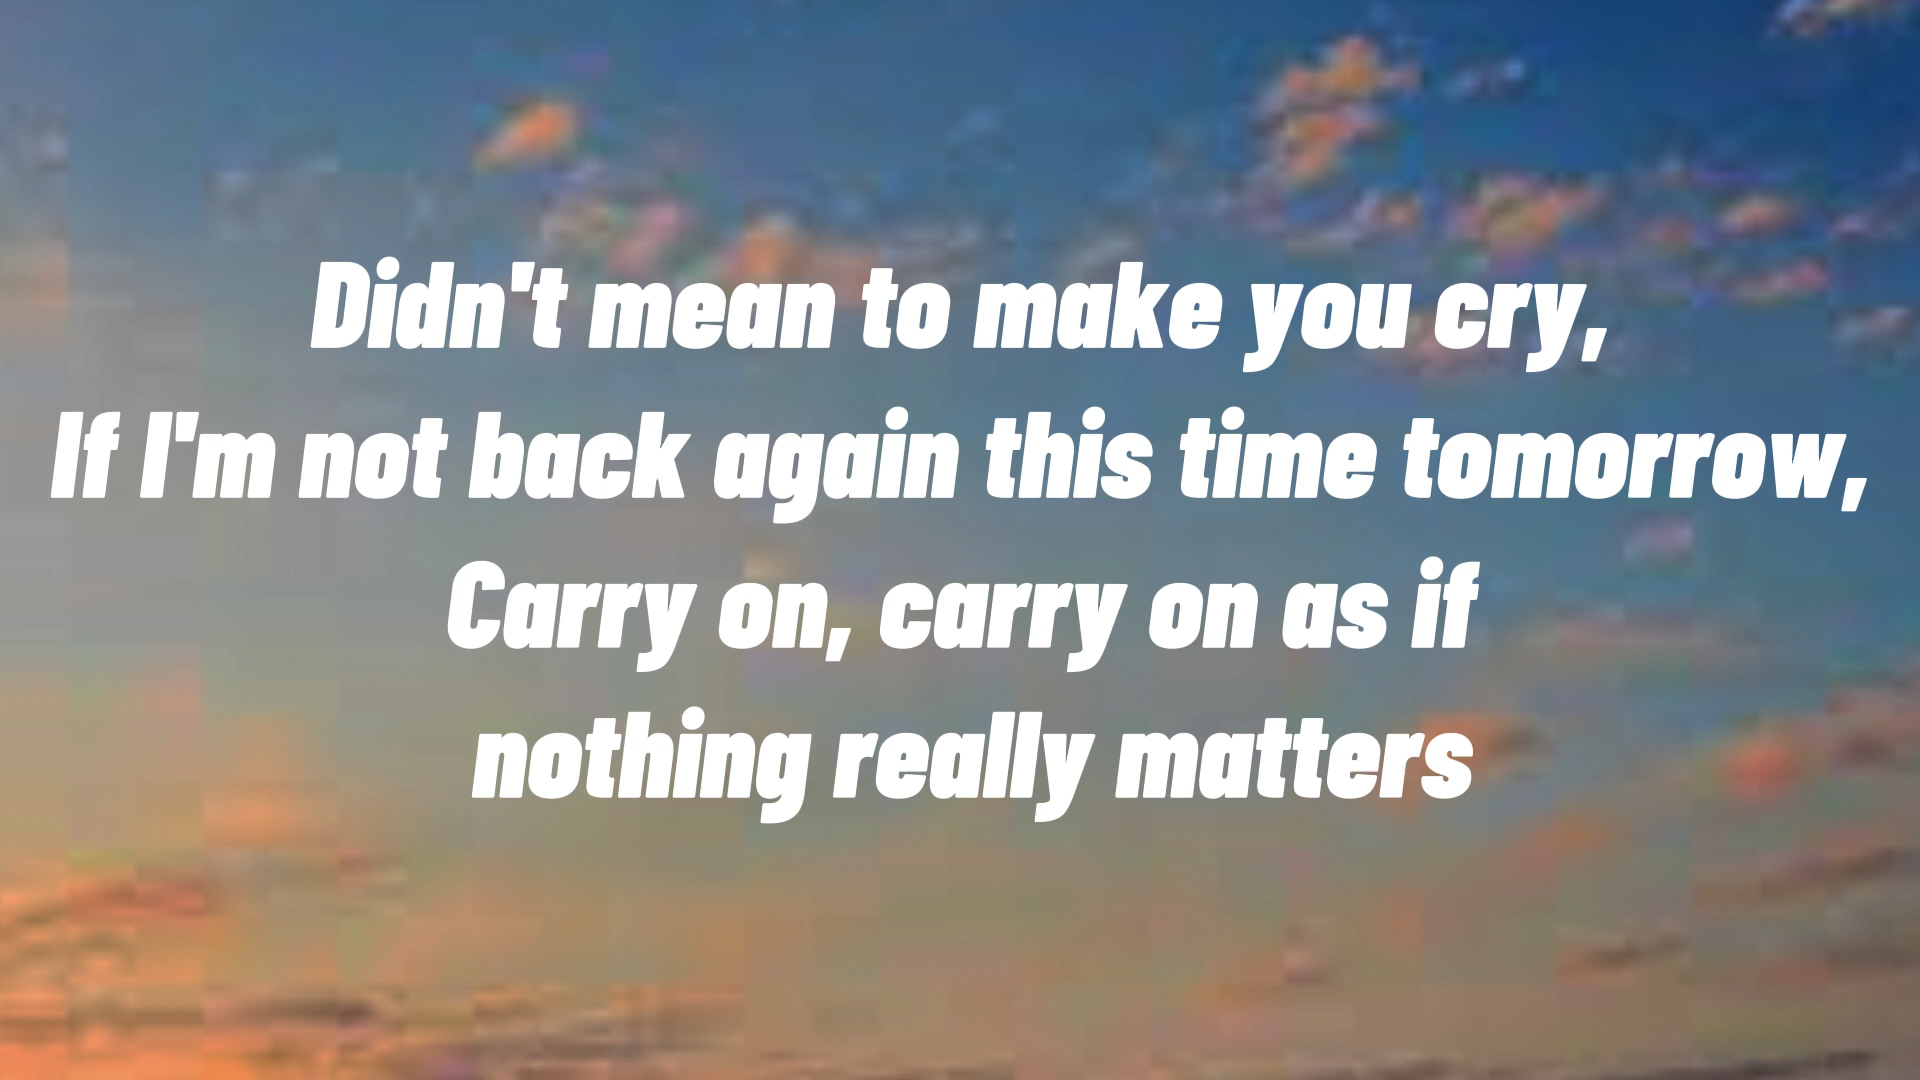 Didn't mean to make you cry,
If I'm not back again this time tomorrow,
Carry on, carry on as if
nothing really matters